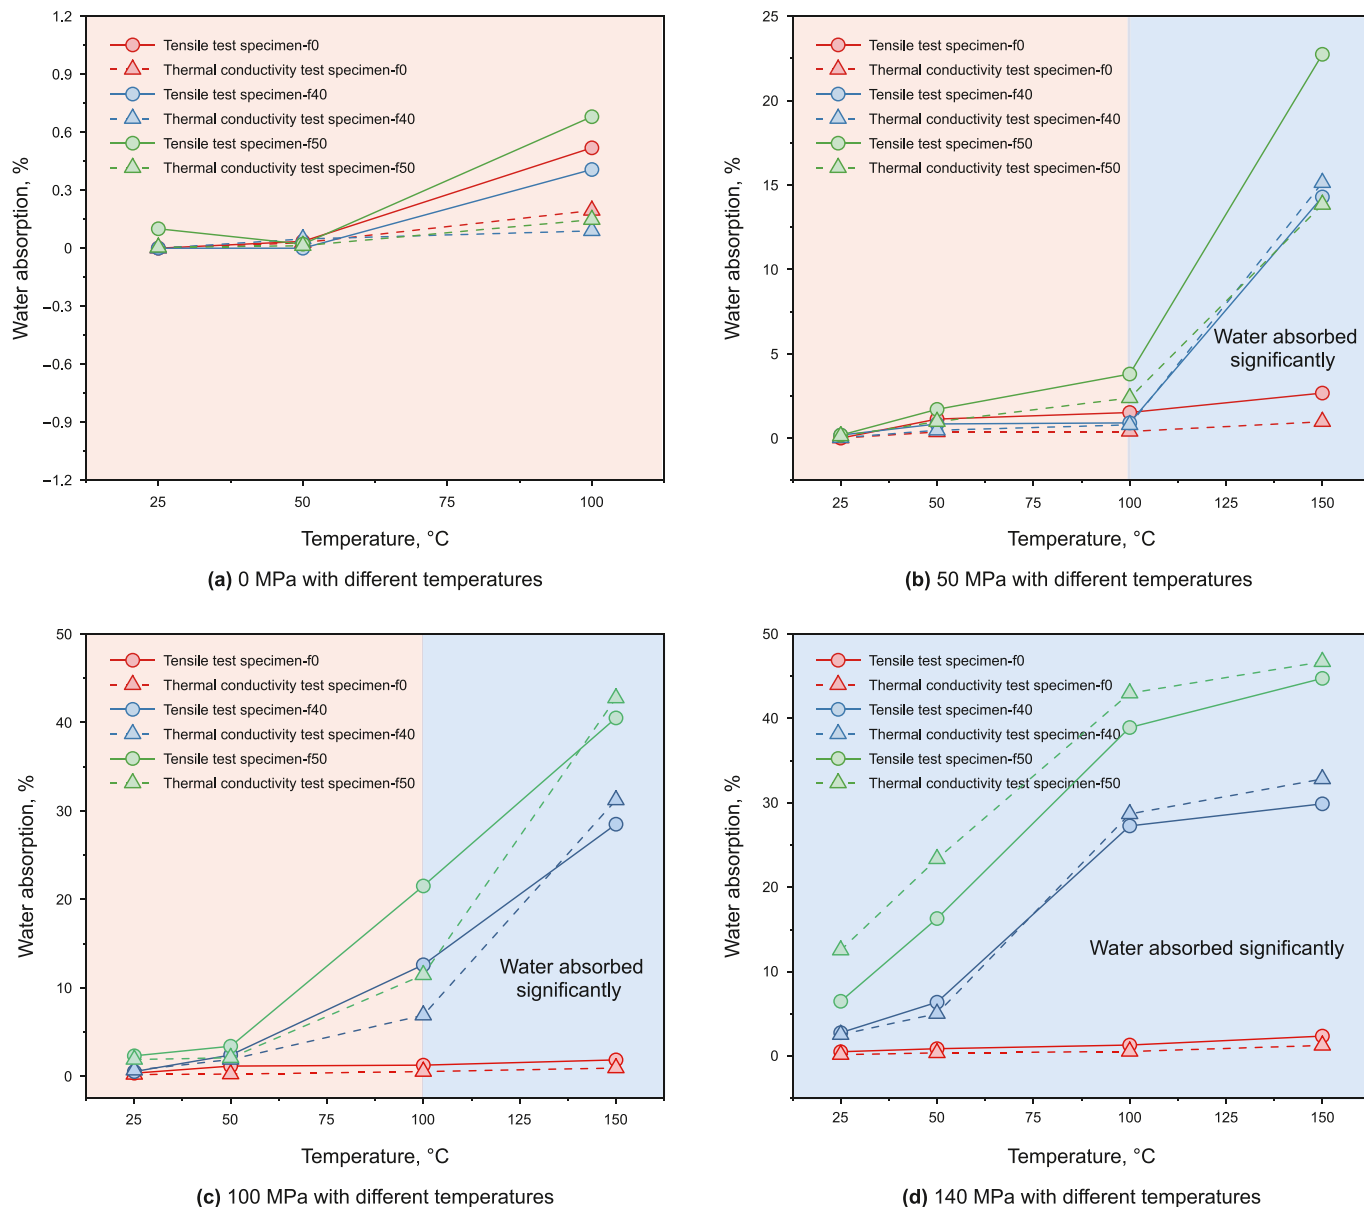 1.2
0.9
0.6
0.3
0
−0.3
−0.6
−0.9
−1.2
Water absorption, %
Tensile test specimen-f0
Thermal conductivity test specimen-f0
Tensile test specimen-f40
Thermal conductivity test specimen-f40
Tensile test specimen-f50
Thermal conductivity test specimen-f50
25 50 75 100
Temperature, °C
(a) 0 MPa with different temperatures
25
20
15
10
5
0
Water absorption, %
Tensile test specimen-f0
Thermal conductivity test specimen-f0
Tensile test specimen-f40
Thermal conductivity test specimen-f40
Tensile test specimen-f50
Thermal conductivity test specimen-f50
Water absorbed
significantly
25 50 75 100 125 150
Temperature, °C
(b) 50 MPa with different temperatures
50
40
30
20
10
0
Water absorption, %
Tensile test specimen-f0
Thermal conductivity test specimen-f0
Tensile test specimen-f40
Thermal conductivity test specimen-f40
Tensile test specimen-f50
Thermal conductivity test specimen-f50
Water absorbed
significantly
25 50 75 100 125 150
Temperature, °C
(c) 100 MPa with different temperatures
50
40
30
20
10
0
Water absorption, %
Tensile test specimen-f0
Thermal conductivity test specimen-f0
Tensile test specimen-f40
Thermal conductivity test specimen-f40
Tensile test specimen-f50
Thermal conductivity test specimen-f50
Water absorbed significantly
25 50 75 100 125 150
Temperature, °C
(d) 140 MPa with different temperatures